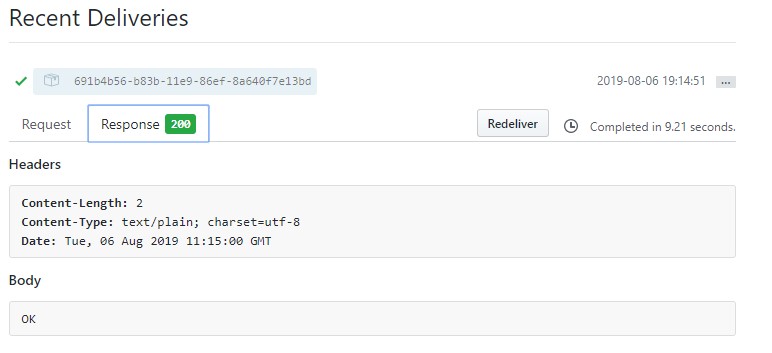 Recent Deliveries
691b4b56-b83b-11e9-86ef-8a640f7e13bd 2019-08-06 19:14:51 ...
Request Response 200 Redeliver Completed in 9.21 seconds.
Headers
Content-Length: 2
Content-Type: text/plain; charset=utf-8
Date: Tue, 06 Aug 2019 11:15:00 GMT
Body
OK